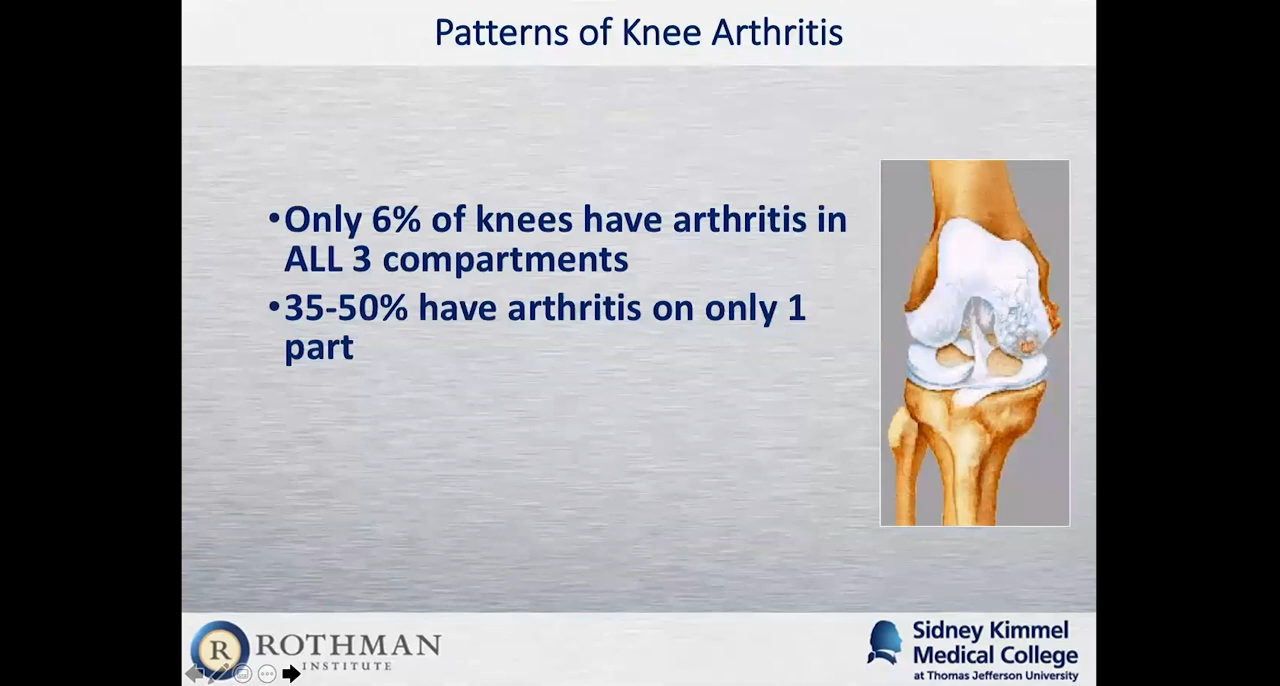 Patterns of Knee Arthritis
•Only 6% of knees have arthritis in
ALL 3 compartments
•35-50% have arthritis on only 1
part
R ROTHMAN
INSTITUTE
Sidney Kimmel
Medical College
at Thomas Jefferson University